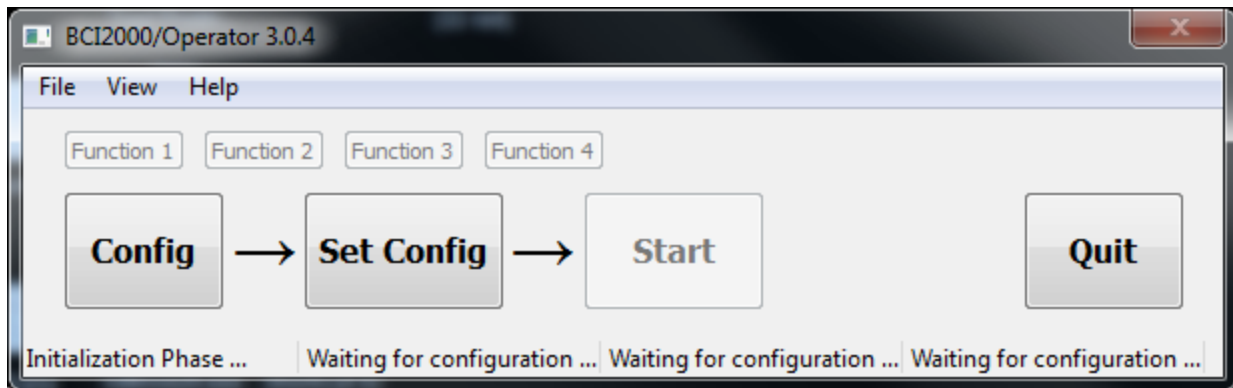 BCI2000/Operator 3.0.4
File View Help
Function 1 Function 2 Function 3 Function 4
Config → Set Config → Start Quit
Initialization Phase ... Waiting for configuration ... Waiting for configuration ... Waiting for configuration ...